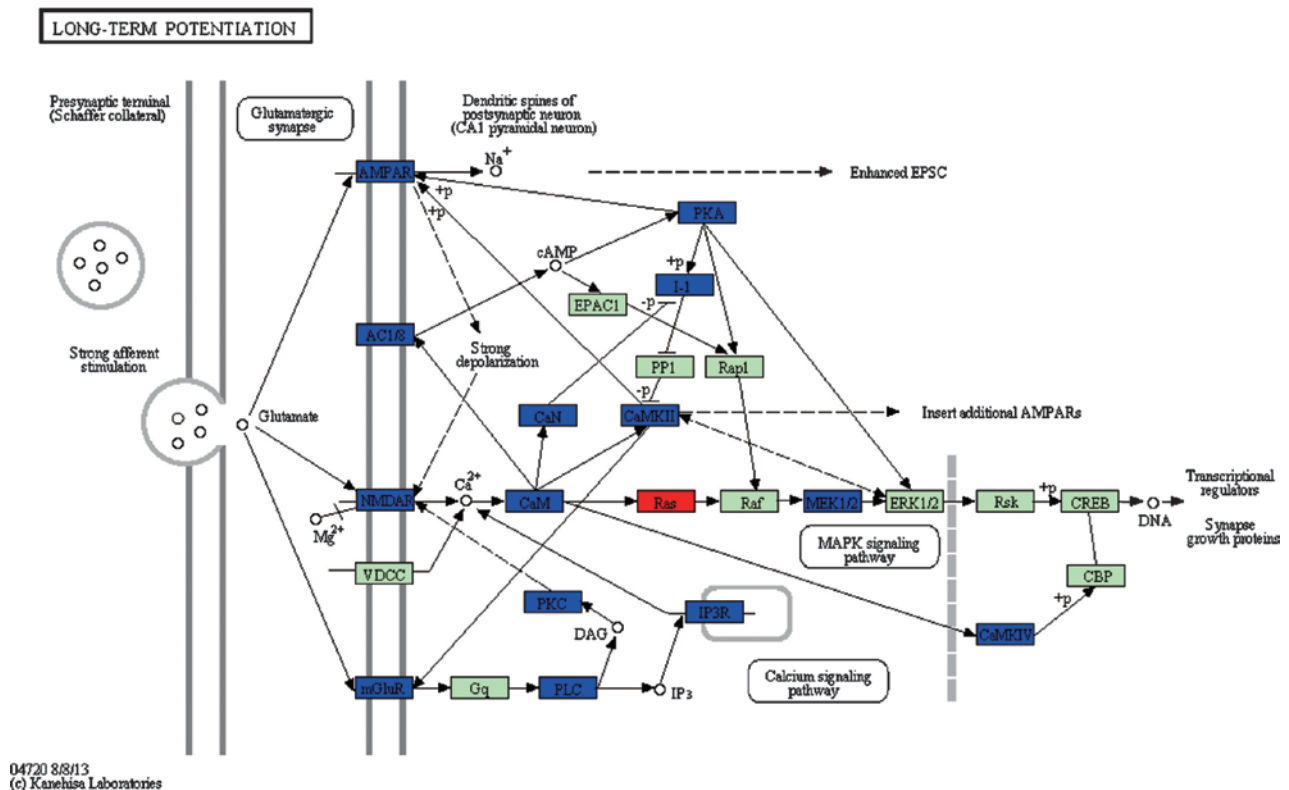 LONG-TERM POTENTIATION
Presynaptic terminal
(Schaffer collateral)
Glutamatergic
synapse
Dendritic spines of
postsynaptic neuron
(CA1 pyramidal neuron)
AMPAR
Na+
Enhanced EPSC
+p
+p
PKA
cAMP
+p
I-1
EPAC1
-p
AC1/8
Strong afferent
stimulation
Strong
depolarization
PP1
Rap1
-p
Glutamate
CaN
CaMKII
Insert additional AMPARs
Ca2+
NMDAR
CaM
Ras
Raf
MEK1/2
ERK1/2
Rsk
+p
CREB
DNA
Transcriptional
regulators
Synapse
growth proteins
Mg2+
MAPK signaling
pathway
VDCC
CBP
+p
PKC
IP3R
DAG
CaMKIV
mGluR
Gq
PLC
IP3
Calcium signaling
pathway
04720 8/8/13
(c) Kanehisa Laboratories